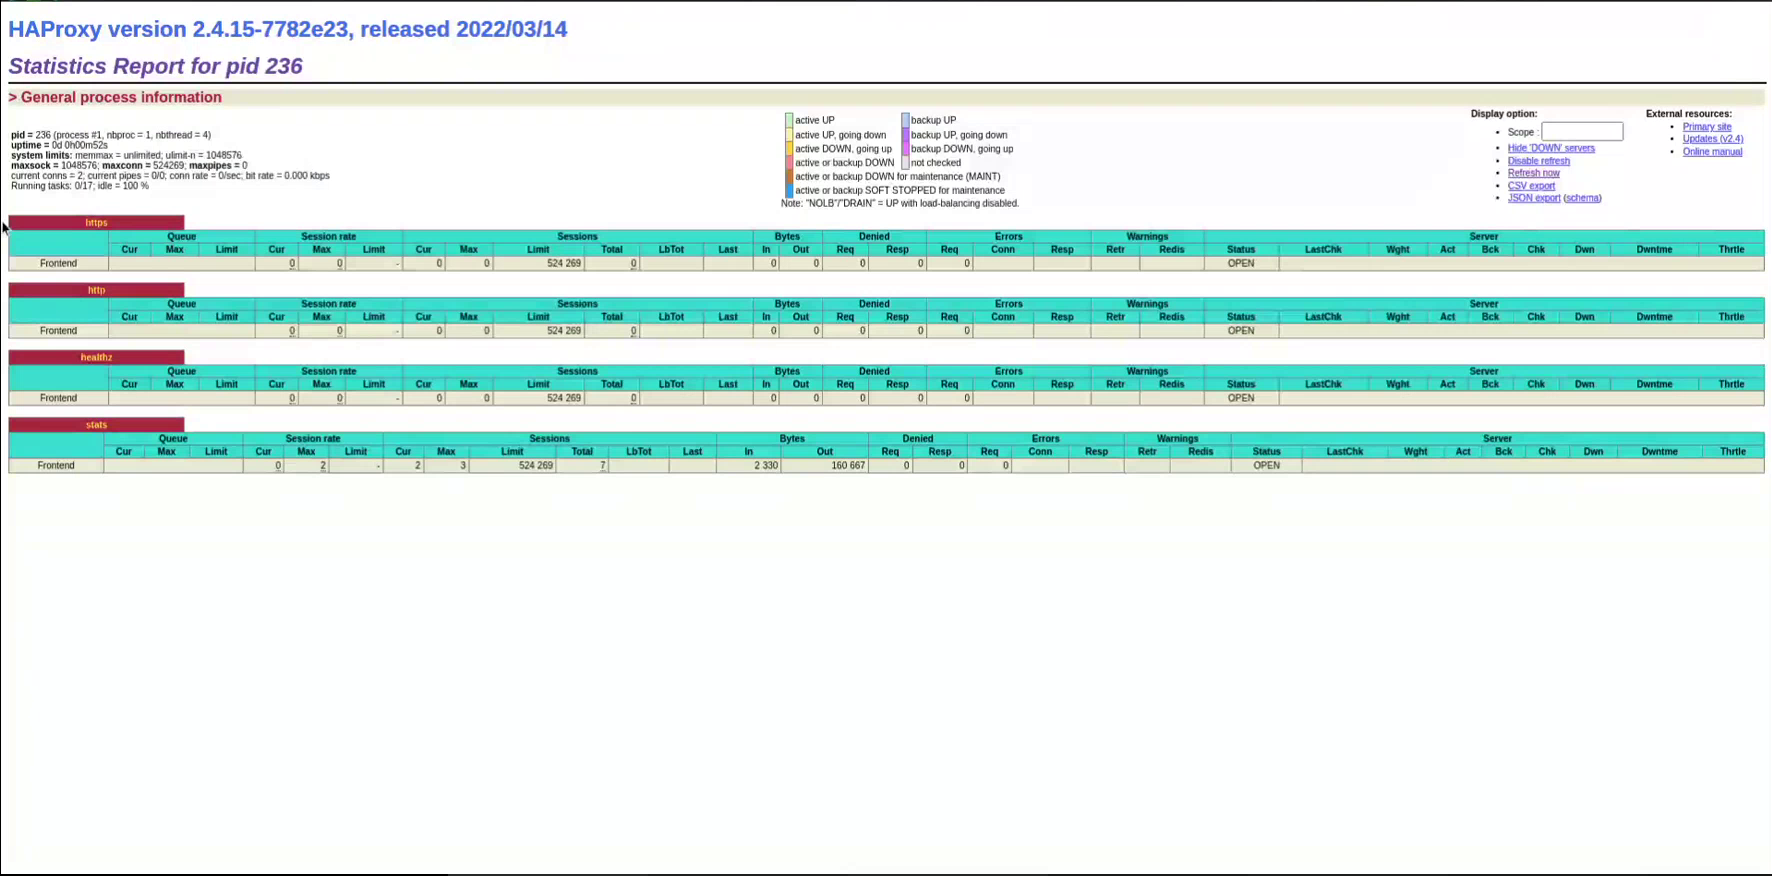 HAProxy version 2.4.15-7782e23, released 2022/03/14
Statistics Report for pid 236
> General process information
pid = 236 (process #1, nbproc = 1, nbthread = 4)
uptime = 0d 0h00m52s
system limits: memmax = unlimited; ulimit-n = 1048576
maxsock = 1048576; maxconn = 524269; maxpipes = 0
current conns = 2; current pipes = 0/0; conn rate = 0/sec; bit rate = 0.000 kbps
Running tasks: 0/17; idle = 100 %
active UP
backup UP
active UP, going down
backup UP, going down
active DOWN, going up
backup DOWN, going up
active or backup DOWN
not checked
active or backup DOWN for maintenance (MAINT)
active or backup SOFT STOPPED for maintenance
Note: "NOLB"/"DRAIN" = UP with load-balancing disabled.
Display option:
• Scope :
• Hide 'DOWN' servers
• Disable refresh
• Refresh now
• CSV export
• JSON export (schema)
External resources:
• Primary site
• Updates (v2.4)
• Online manual
https
Queue Session rate Sessions Bytes Denied Errors Warnings Server
Cur Max Limit Cur Max Limit Cur Max Limit Total LbTot Last In Out Req Resp Req Conn Resp Retr Redis Status LastChk Wght Act Bck Chk Dwn Dwntme Thrtle
Frontend 0 0 - 0 0 524 269 0 0 0 0 0 0 OPEN
http
Queue Session rate Sessions Bytes Denied Errors Warnings Server
Cur Max Limit Cur Max Limit Cur Max Limit Total LbTot Last In Out Req Resp Req Conn Resp Retr Redis Status LastChk Wght Act Bck Chk Dwn Dwntme Thrtle
Frontend 0 0 - 0 0 524 269 0 0 0 0 0 0 OPEN
healthz
Queue Session rate Sessions Bytes Denied Errors Warnings Server
Cur Max Limit Cur Max Limit Cur Max Limit Total LbTot Last In Out Req Resp Req Conn Resp Retr Redis Status LastChk Wght Act Bck Chk Dwn Dwntme Thrtle
Frontend 0 0 - 0 0 524 269 0 0 0 0 0 0 OPEN
stats
Queue Session rate Sessions Bytes Denied Errors Warnings Server
Cur Max Limit Cur Max Limit Cur Max Limit Total LbTot Last In Out Req Resp Req Conn Resp Retr Redis Status LastChk Wght Act Bck Chk Dwn Dwntme Thrtle
Frontend 0 2 - 2 3 524 269 7 2 330 160 667 0 0 0 OPEN